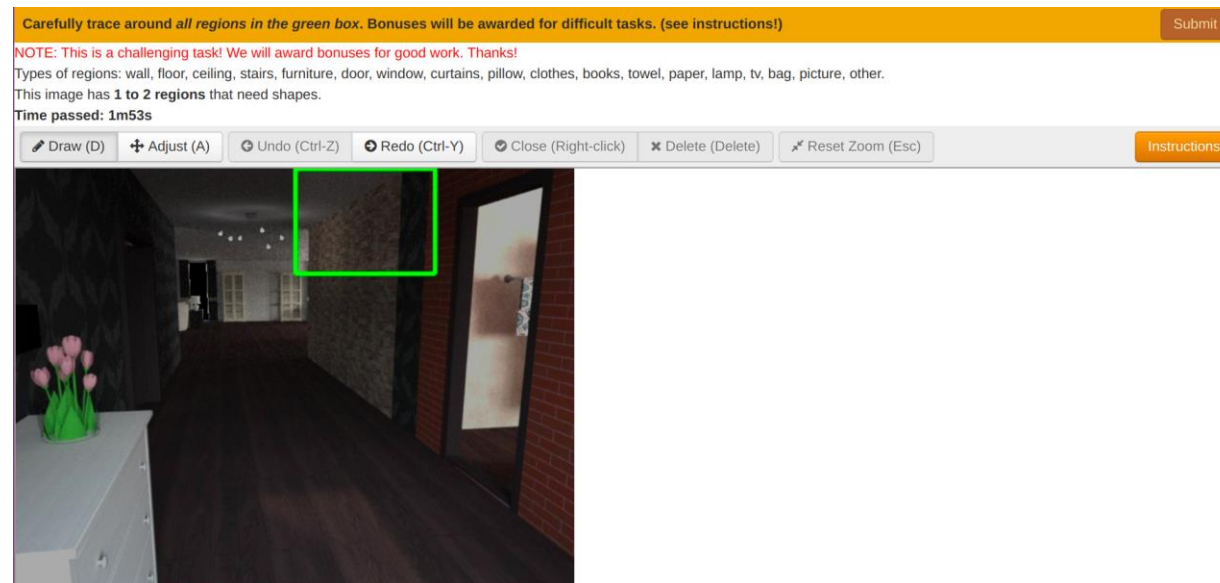 Carefully trace around all regions in the green box. Bonuses will be awarded for difficult tasks. (see instructions!)
Submit
NOTE: This is a challenging task! We will award bonuses for good work. Thanks!
Types of regions: wall, floor, ceiling, stairs, furniture, door, window, curtains, pillow, clothes, books, towel, paper, lamp, tv, bag, picture, other.
This image has 1 to 2 regions that need shapes.
Time passed: 1m53s
Draw (D) Adjust (A) Undo (Ctrl-Z) Redo (Ctrl-Y) Close (Right-click) Delete (Delete) Reset Zoom (Esc) Instructions